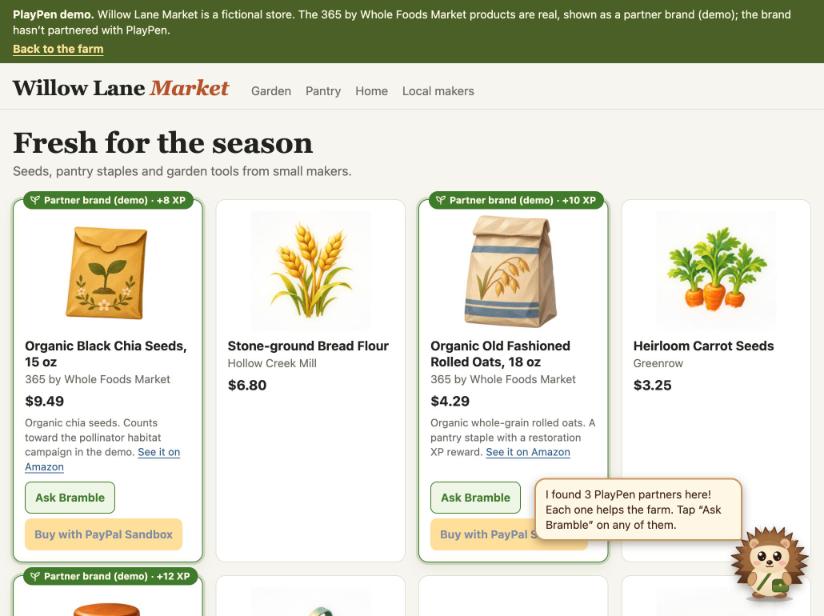 PlayPen demo. Willow Lane Market is a fictional store. The 365 by Whole Foods Market products are real, shown as a partner brand (demo); the brand
hasn't partnered with PlayPen.
Back to the farm
Willow Lane Market
Garden Pantry Home Local makers
Fresh for the season
Seeds, pantry staples and garden tools from small makers.
Partner brand (demo) · +8 XP
Organic Black Chia Seeds,
15 oz
365 by Whole Foods Market
$9.49
Organic chia seeds. Counts
toward the pollinator habitat
campaign in the demo. See it on
Amazon
Ask Bramble
Buy with PayPal Sandbox
Stone-ground Bread Flour
Hollow Creek Mill
$6.80
Partner brand (demo) · +10 XP
Organic Old Fashioned
Rolled Oats, 18 oz
365 by Whole Foods Market
$4.29
Organic whole-grain rolled oats. A
pantry staple with a restoration
XP reward. See it on Amazon
Ask Bramble
Buy with PayPal S
Heirloom Carrot Seeds
Greenrow
$3.25
I found 3 PlayPen partners here!
Each one helps the farm. Tap “Ask
Bramble” on any of them.
Partner brand (demo) · +12 XP